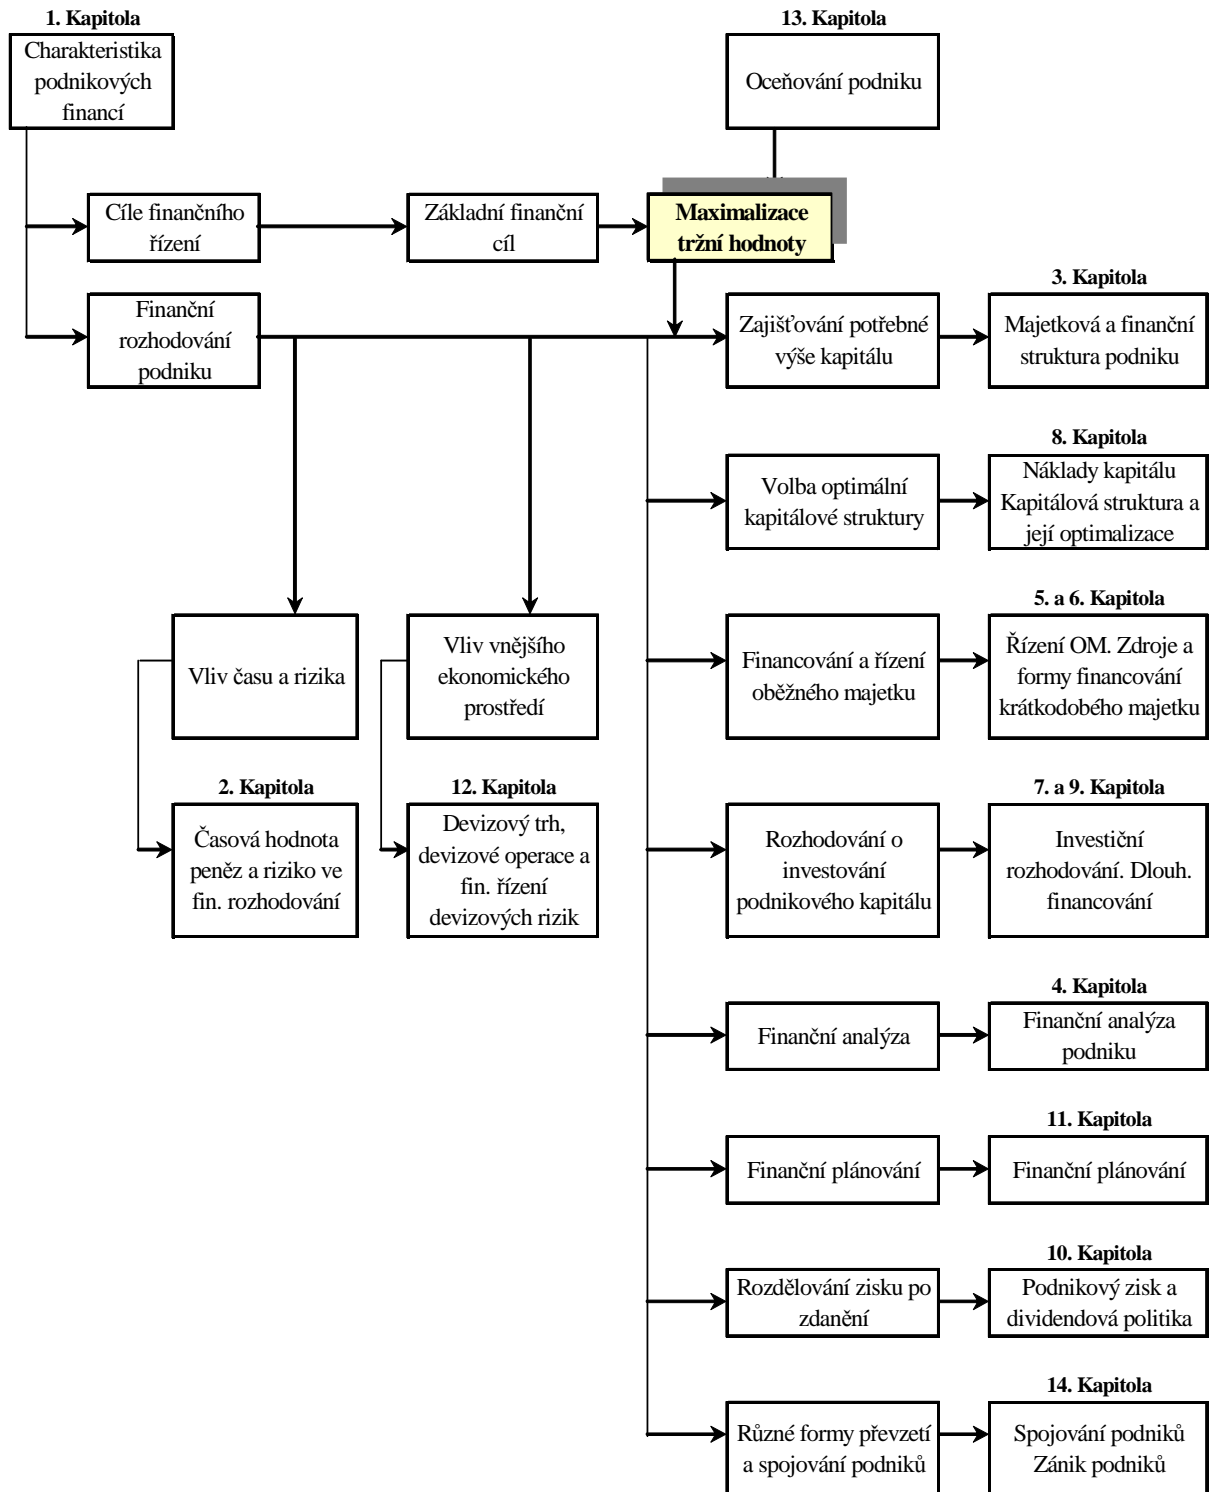 1. Kapitola
Charakteristika
podnikových
financí
13. Kapitola
Oceňování podniku
Cíle finančního
řízení
Základní finanční
cíl
Maximalizace
tržní hodnoty
Finanční
rozhodování
podniku
Zajišťování potřebné
výše kapitálu
3. Kapitola
Majetková a finanční
struktura podniku
Volba optimální
kapitálové struktury
8. Kapitola
Náklady kapitálu
Kapitálová struktura a
její optimalizace
Vliv času a rizika
Vliv vnějšího
ekonomického
prostředí
Financování a řízení
oběžného majetku
5. a 6. Kapitola
Řízení OM. Zdroje a
formy financování
krátkodobého majetku
2. Kapitola
Časová hodnota
peněz a riziko ve
fin. rozhodování
12. Kapitola
Devizový trh,
devizové operace a
fin. řízení
devizových rizik
Rozhodování o
investování
podnikového kapitálu
7. a 9. Kapitola
Investiční
rozhodování. Dlouh.
financování
Finanční analýza
4. Kapitola
Finanční analýza
podniku
Finanční plánování
11. Kapitola
Finanční plánování
Rozdělování zisku po
zdanění
10. Kapitola
Podnikový zisk a
dividendová politika
Různé formy převzetí
a spojování podniků
14. Kapitola
Spojování podniků
Zánik podniků